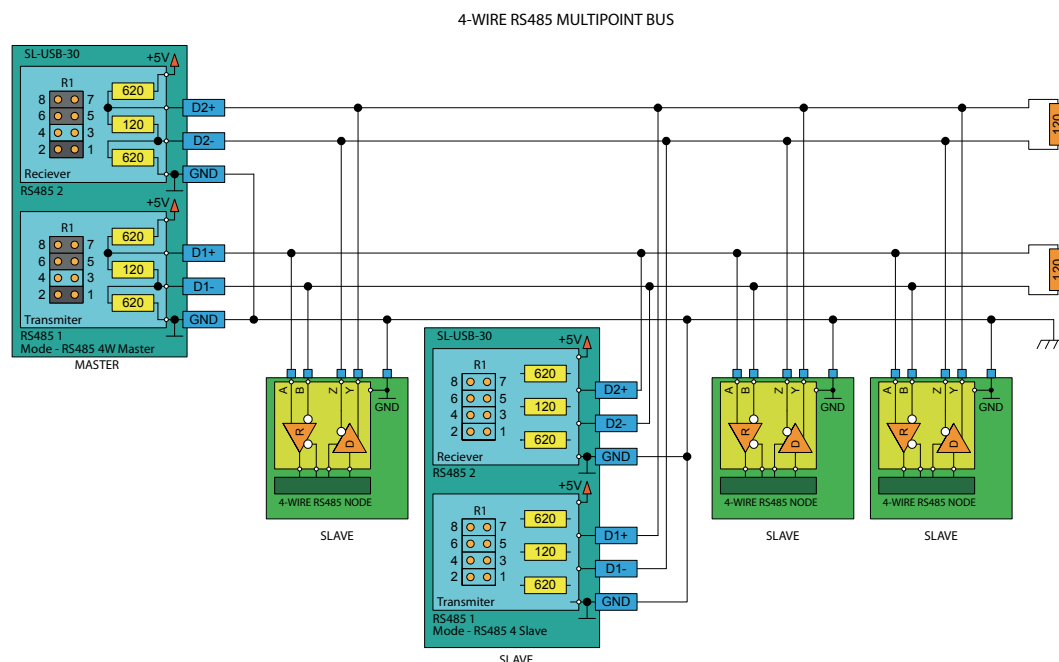 4-WIRE RS485 MULTIPOINT BUS
SL-USB-30
+5V
R1
8 7
6 5
4 3
2 1
620
120
620
D2+
D2-
GND
Reciever
RS485 2
+5V
R1
8 7
6 5
4 3
2 1
620
120
620
D1+
D1-
GND
Transmiter
RS485 1
Mode - RS485 4W Master
MASTER
120
120
A B Z Y
GND
R D
4-WIRE RS485 NODE
SLAVE
SL-USB-30
+5V
R1
8 7
6 5
4 3
2 1
620
120
620
D2+
D2-
GND
Reciever
RS485 2
+5V
R1
8 7
6 5
4 3
2 1
620
120
620
D1+
D1-
GND
Transmiter
RS485 1
Mode - RS485 4 Slave
SLAVE
A B Z Y
GND
R D
4-WIRE RS485 NODE
SLAVE
A B Z Y
GND
R D
4-WIRE RS485 NODE
SLAVE